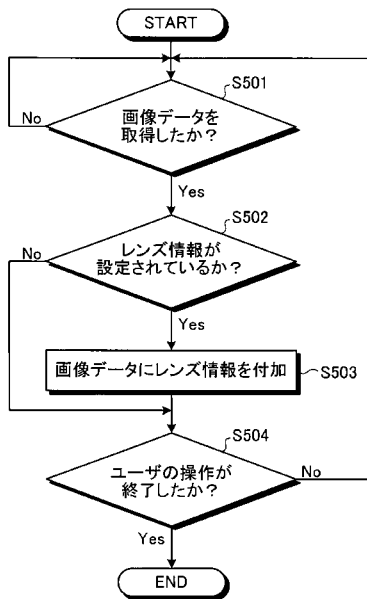 START
S501
画像データを
取得したか？
No
Yes
S502
レンズ情報が
設定されているか？
No
Yes
画像データにレンズ情報を付加
S503
S504
ユーザの操作が
終了したか？
No
Yes
END